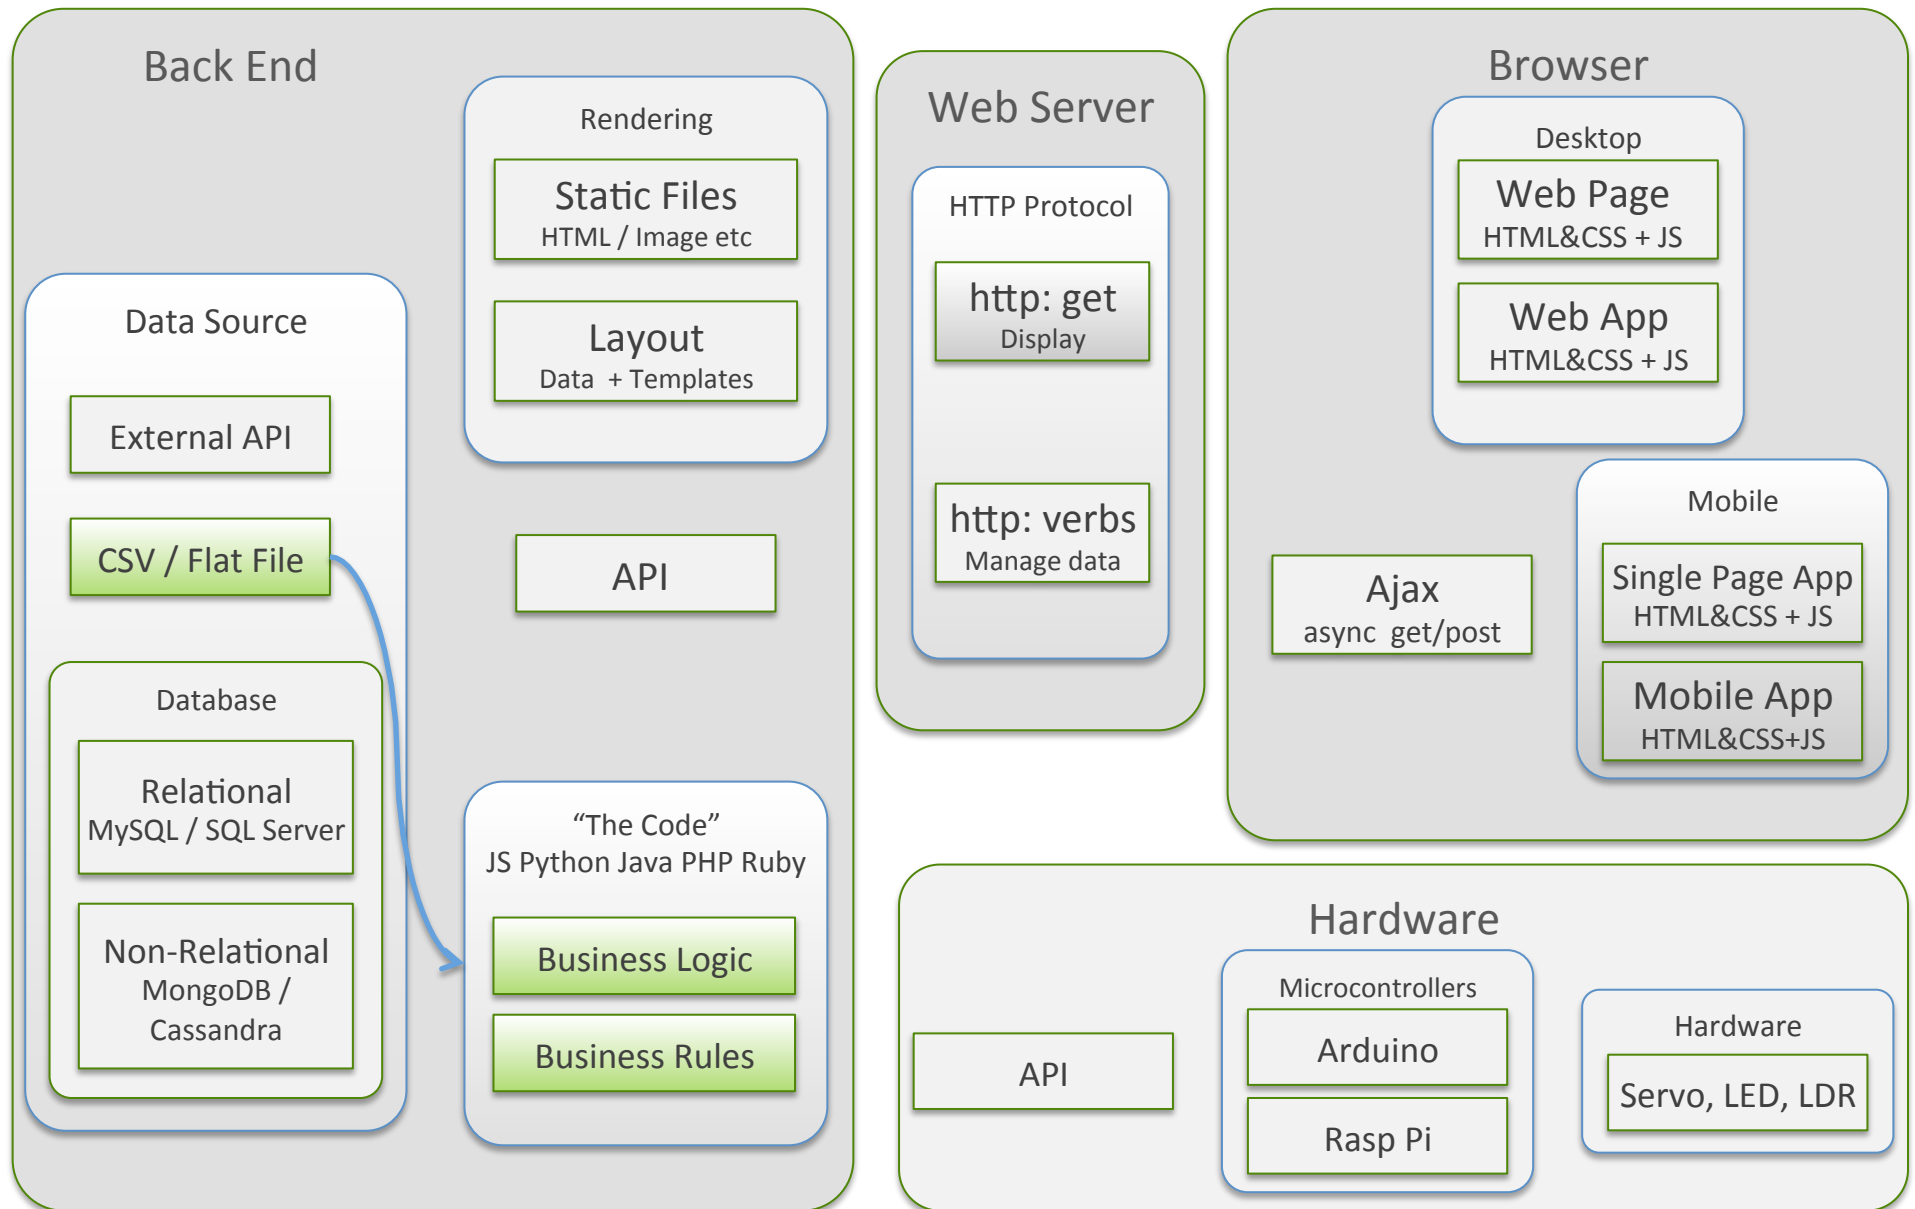 Back End
Rendering
Static Files
HTML / Image etc
Layout
Data + Templates
Data Source
External API
CSV / Flat File
Database
Relational
MySQL / SQL Server
Non-Relational
MongoDB /
Cassandra
API
“The Code”
JS Python Java PHP Ruby
Business Logic
Business Rules
Web Server
HTTP Protocol
http: get
Display
http: verbs
Manage data
Browser
Desktop
Web Page
HTML&CSS + JS
Web App
HTML&CSS + JS
Ajax
async get/post
Mobile
Single Page App
HTML&CSS + JS
Mobile App
HTML&CSS+JS
Hardware
API
Microcontrollers
Arduino
Rasp Pi
Hardware
Servo, LED, LDR